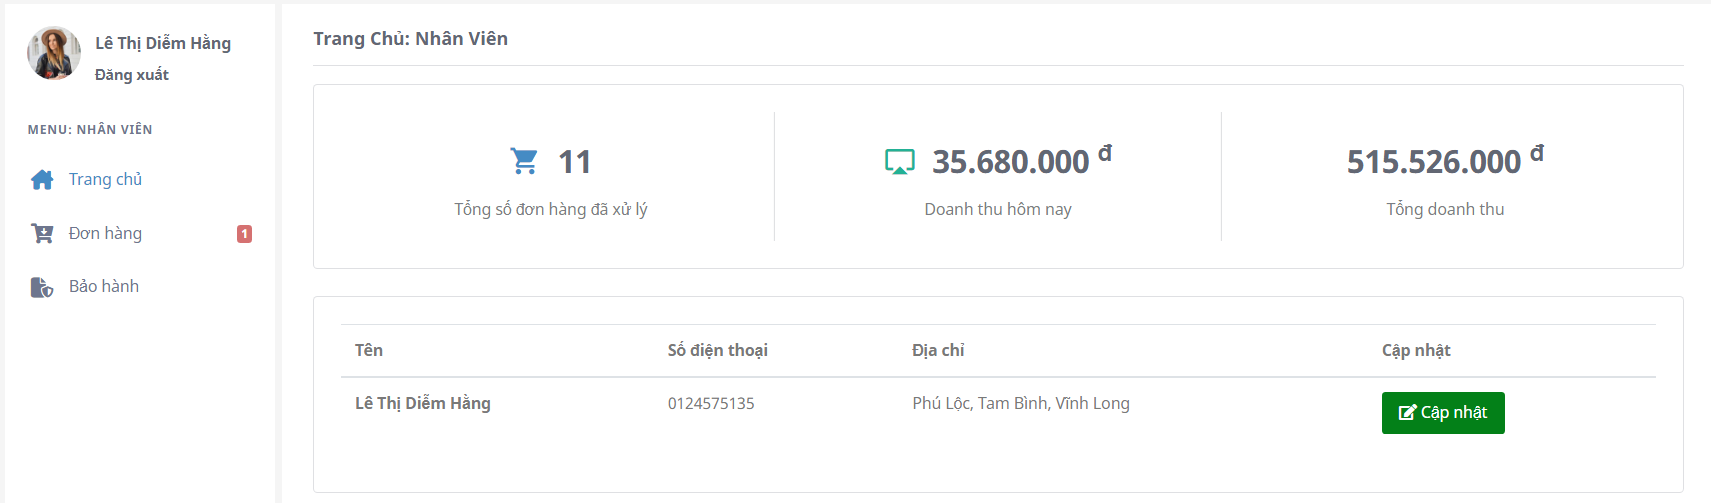 Lê Thị Diễm Hằng
Đăng xuất
MENU: NHÂN VIÊN
Trang chủ
Đơn hàng 1
Bảo hành
Trang Chủ: Nhân Viên
11
Tổng số đơn hàng đã xử lý
35.680.000 đ
Doanh thu hôm nay
515.526.000 đ
Tổng doanh thu
Tên Số điện thoại Địa chỉ Cập nhật
Lê Thị Diễm Hằng 0124575135 Phú Lộc, Tam Bình, Vĩnh Long Cập nhật